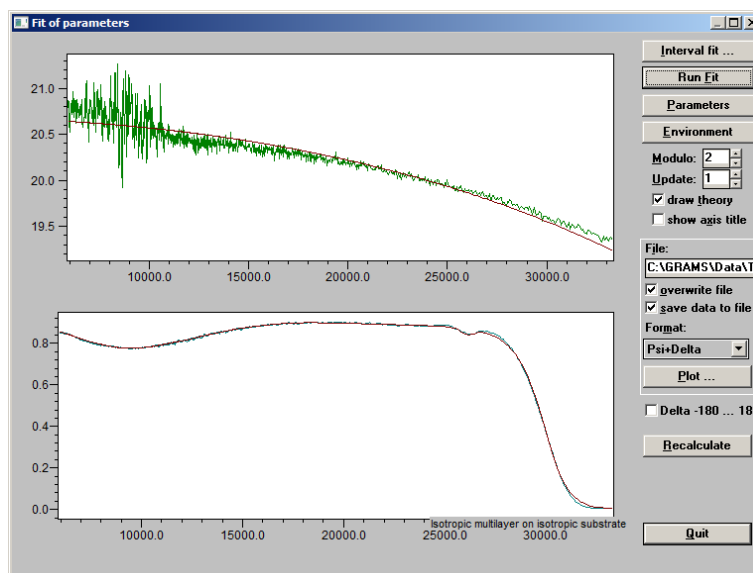 Fit of parameters
21.0
20.5
20.0
19.5
10000.0 15000.0 20000.0 25000.0 30000.0
0.8
0.6
0.4
0.2
0.0
Isotropic multilayer on isotropic substrate
10000.0 15000.0 20000.0 25000.0 30000.0
Interval fit ...
Run Fit
Parameters
Environment
Modulo: 2
Update: 1
draw theory
show axis title
File:
C:\GRAMS\Data\T
overwrite file
save data to file
Format:
Psi+Delta
Plot ...
Delta -180 ... 18
Recalculate
Quit